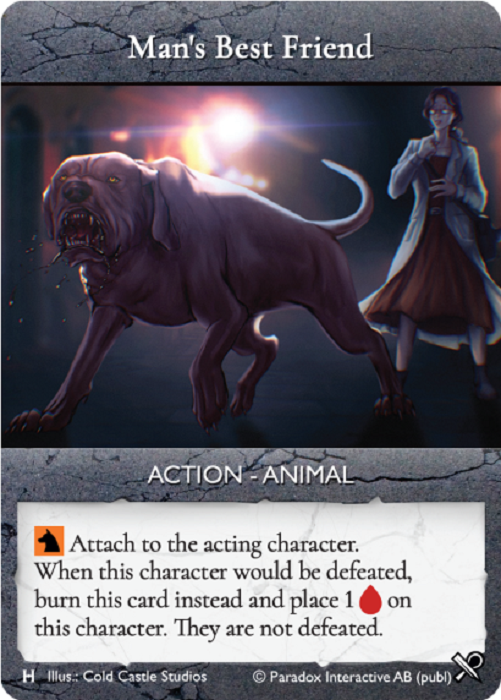 Man's Best Friend
ACTION - ANIMAL
Attach to the acting character.
When this character would be defeated,
burn this card instead and place 1 on
this character. They are not defeated.
H Illus.: Cold Castle Studios © Paradox Interactive AB (publ)